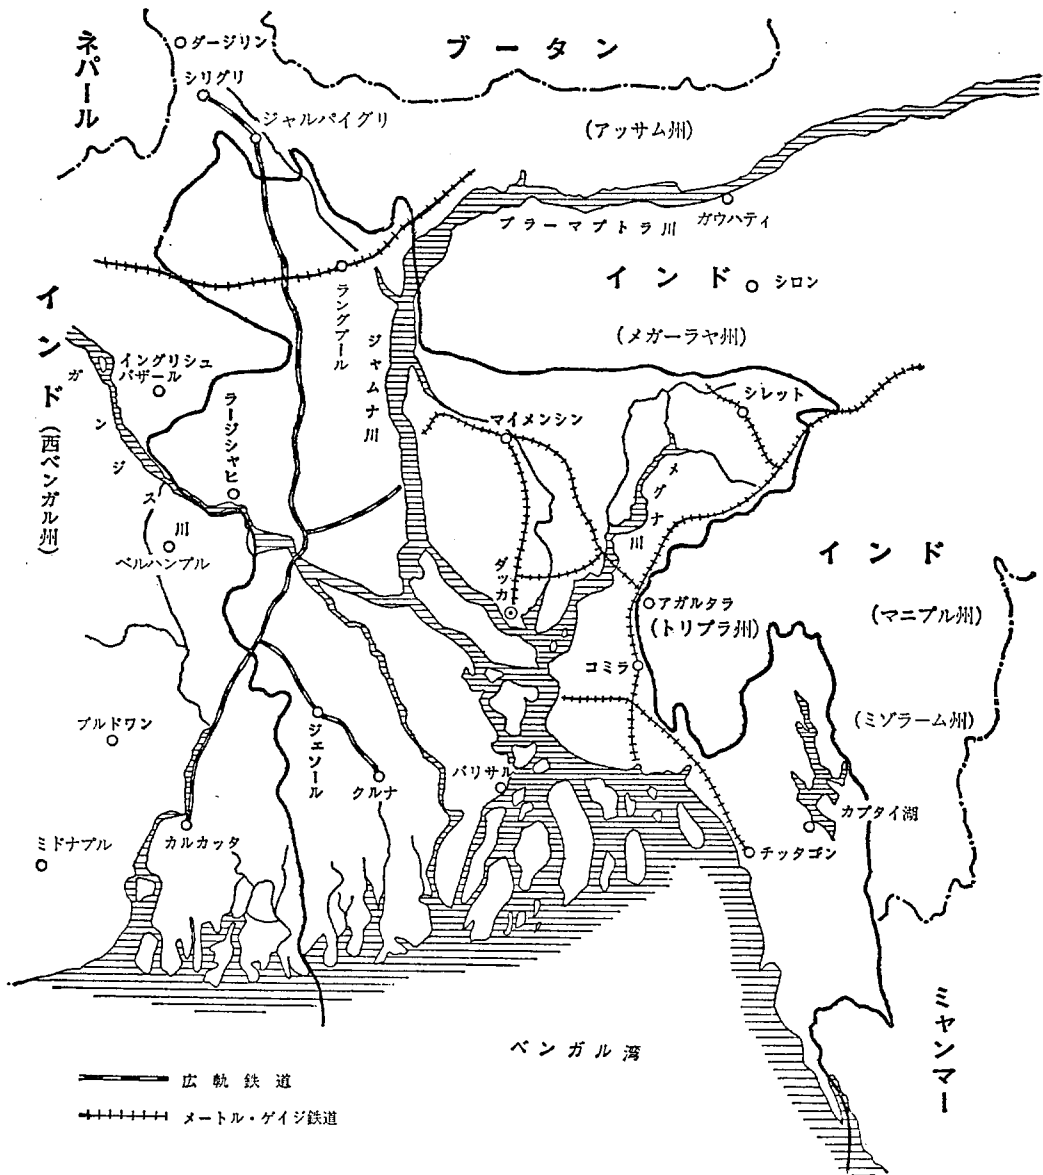 ネパール
ダージリン
ブータン
シリグリ
ジャルパイグリ
(アッサム州)
ブラーマプトラ川
ガウハティ
インド
シロン
(メガーラヤ州)
ラングプール
ジャムナ川
インド(西ベンガル州)
ガンジス川
イングリシュ
バザール
ラージシャヒ
マイメンシン
シレット
メグナ川
ベルハンプル
ダッカ
インド
アガルタラ
(トリプラ州)
(マニプル州)
コミラ
ブルドワン
ジェソール
クルナ
バリサル
(ミゾラーム州)
カプタイ湖
ミドナプル
カルカッタ
チッタゴン
ベンガル湾
ミャンマー
広軌鉄道
メートル・ゲイジ鉄道